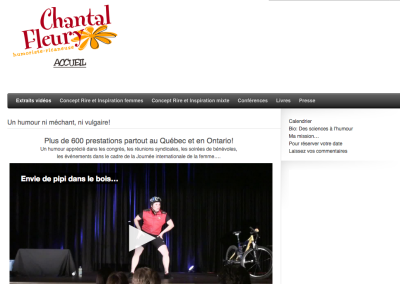 Chantal
Fleury
humoriste-rireuse
ACCUEIL
Extraits vidéos Concept Rire et Inspiration femmes Concept Rire et Inspiration mixte Conférences Livres Presse
Un humour ni méchant, ni vulgaire!
Plus de 600 prestations partout au Québec et en Ontario!
Un humour apprécié dans les congrès, les réunions syndicales, les soirées de bénévoles,
les événements dans le cadre de la Journée internationale de la femme....
Envie de pipi dans le bois...
Calendrier
Bio: Des sciences à l'humour
Ma mission...
Pour réserver votre date
Laissez vos commentaires